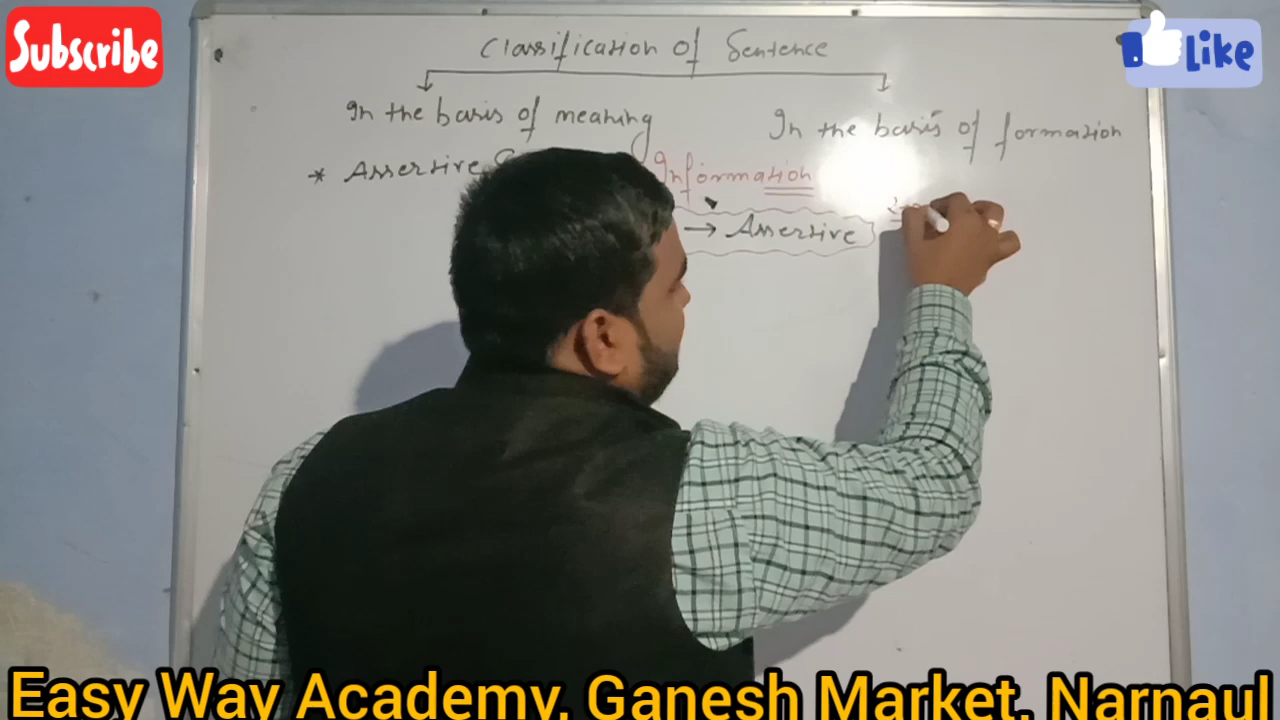 Subscribe
Like
Classification of Sentence
In the basis of meaning
In the basis of formation
* Assertive
Information
→ Assertive
Easy Way Academy, Ganesh Market, Narnaul